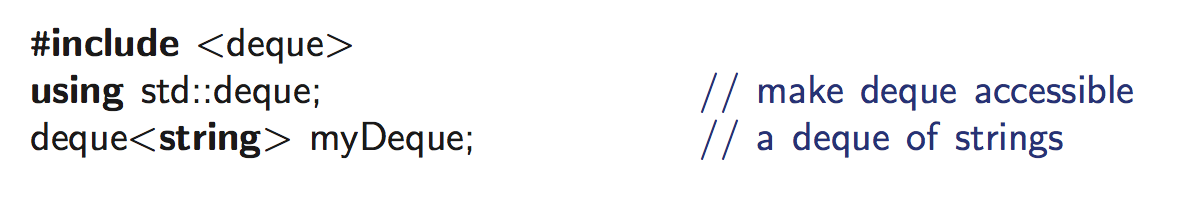 #include <deque>
using std::deque; // make deque accessible
deque<string> myDeque; // a deque of strings